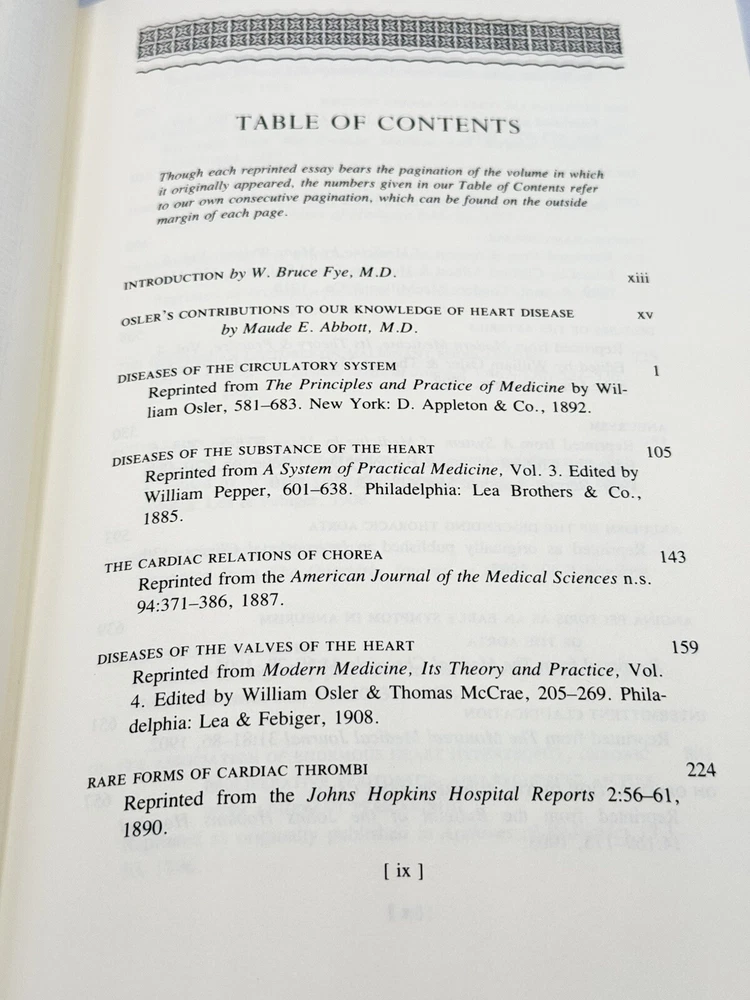 TABLE OF CONTENTS
Though each reprinted essay bears the pagination of the volume in which
it originally appeared, the numbers given in our Table of Contents refer
to our own consecutive pagination, which can be found on the outside
margin of each page.
INTRODUCTION by W. Bruce Fye, M.D. xiii
OSLER'S CONTRIBUTIONS TO OUR KNOWLEDGE OF HEART DISEASE xv
by Maude E. Abbott, M.D.
DISEASES OF THE CIRCULATORY SYSTEM 1
Reprinted from The Principles and Practice of Medicine by Wil-
liam Osler, 581–683. New York: D. Appleton & Co., 1892.
DISEASES OF THE SUBSTANCE OF THE HEART 105
Reprinted from A System of Practical Medicine, Vol. 3. Edited by
William Pepper, 601–638. Philadelphia: Lea Brothers & Co.,
1885.
THE CARDIAC RELATIONS OF CHOREA 143
Reprinted from the American Journal of the Medical Sciences n.s.
94:371–386, 1887.
DISEASES OF THE VALVES OF THE HEART 159
Reprinted from Modern Medicine, Its Theory and Practice, Vol.
4. Edited by William Osler & Thomas McCrae, 205–269. Phila-
delphia: Lea & Febiger, 1908.
RARE FORMS OF CARDIAC THROMBI 224
Reprinted from the Johns Hopkins Hospital Reports 2:56–61,
1890.
[ ix ]